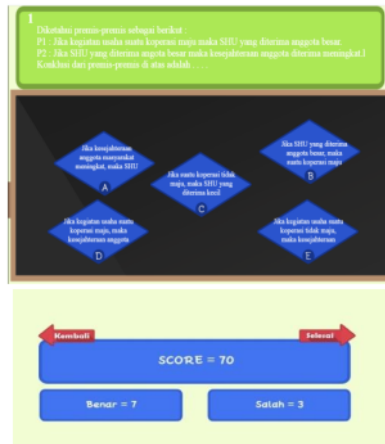 1
Diketahui premis-premis sebagai berikut :
P1 : Jika kegiatan usaha suatu koperasi maju maka SHU yang diterima anggota besar.
P2 : Jika SHU yang diterima anggota besar maka kesejahteraan anggota diterima meningkat.
Konklusi dari premis-premis di atas adalah . . . .
Jika kesejahteraan
anggota masyarakat
meningkat, maka SHU
A
Jika SHU yang diterima
anggota besar, maka
suatu koperasi maju
B
Jika suatu koperasi tidak
maju, maka SHU yang
diterima kecil
C
Jika kegiatan usaha suatu
koperasi maju, maka
kesejahteraan anggota
D
Jika kegiatan usaha suatu
koperasi tidak maju,
maka kesejahteraan
E
Kembali
Selesai
SCORE = 70
Benar = 7
Salah = 3